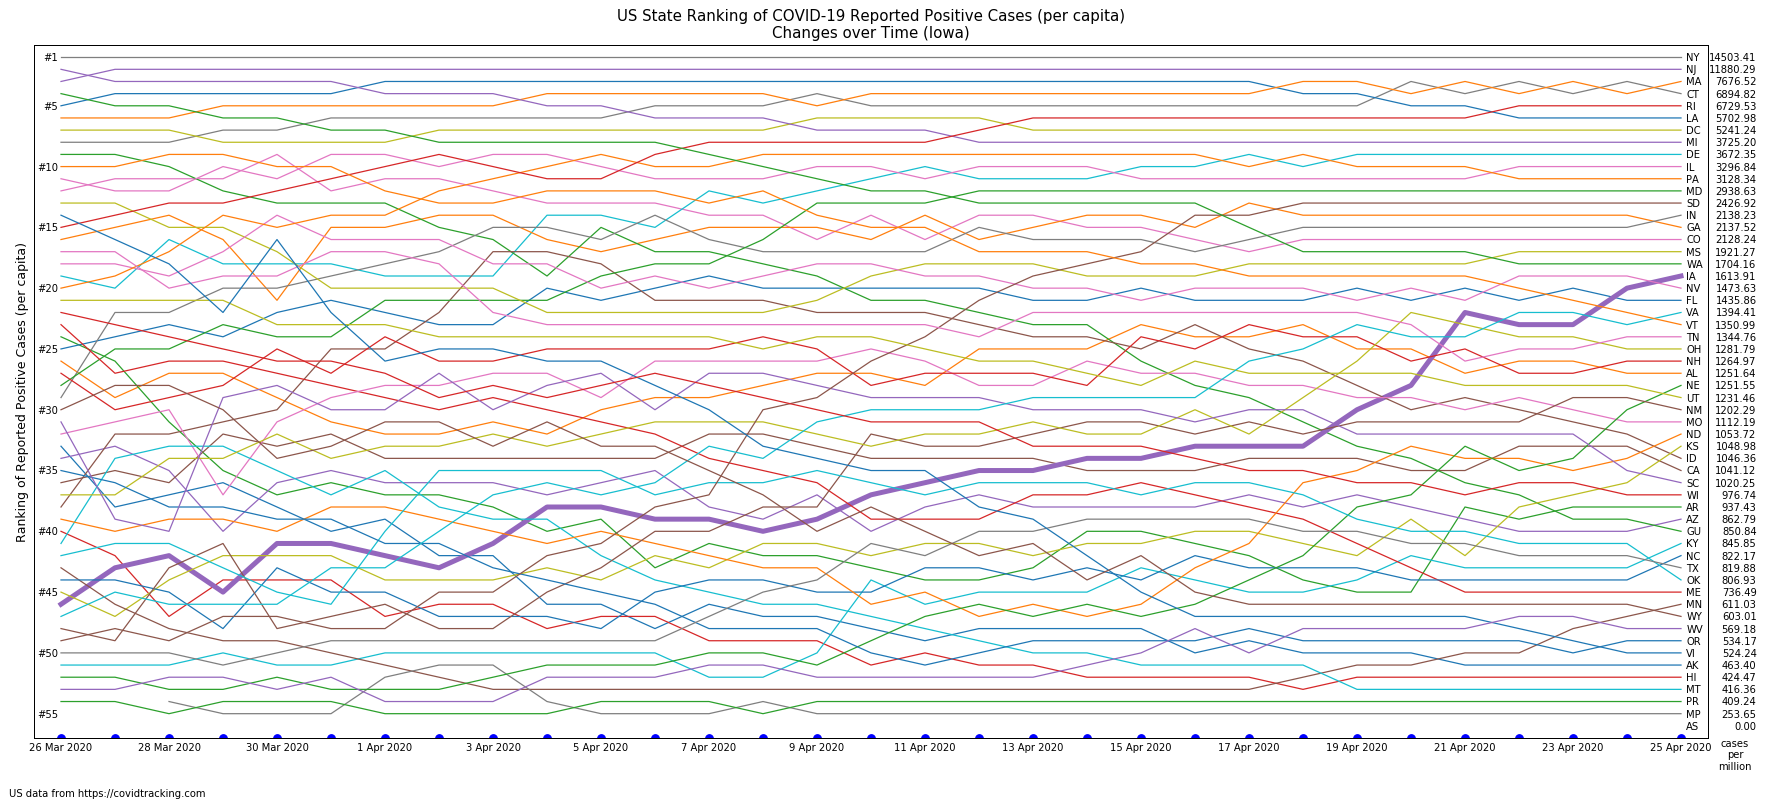 US State Ranking of COVID-19 Reported Positive Cases (per capita)
Changes over Time (Iowa)
Ranking of Reported Positive Cases (per capita)
#1
#5
#10
#15
#20
#25
#30
#35
#40
#45
#50
#55
NY 14503.41
NJ 11880.29
MA 7676.52
CT 6894.82
RI 6729.53
LA 5702.98
DC 5241.24
MI 3725.20
DE 3672.35
IL 3296.84
PA 3128.34
MD 2938.63
SD 2426.92
IN 2138.23
GA 2137.52
CO 2128.24
MS 1921.27
WA 1704.16
IA 1613.91
NV 1473.63
FL 1435.86
VA 1394.41
VT 1350.99
TN 1344.76
OH 1281.79
NH 1264.97
AL 1251.64
NE 1251.55
UT 1231.46
NM 1202.29
MO 1112.19
ND 1053.72
KS 1048.98
ID 1046.36
CA 1041.12
SC 1020.25
WI 976.74
AR 937.43
AZ 862.79
GU 850.84
KY 845.85
NC 822.17
TX 819.88
OK 806.93
ME 736.49
MN 611.03
WY 603.01
WV 569.18
OR 534.17
VI 524.24
AK 463.40
HI 424.47
MT 416.36
PR 409.24
MP 253.65
AS 0.00
26 Mar 2020 28 Mar 2020 30 Mar 2020 1 Apr 2020 3 Apr 2020 5 Apr 2020 7 Apr 2020 9 Apr 2020 11 Apr 2020 13 Apr 2020 15 Apr 2020 17 Apr 2020 19 Apr 2020 21 Apr 2020 23 Apr 2020 25 Apr 2020
cases
per
million
US data from https://covidtracking.com